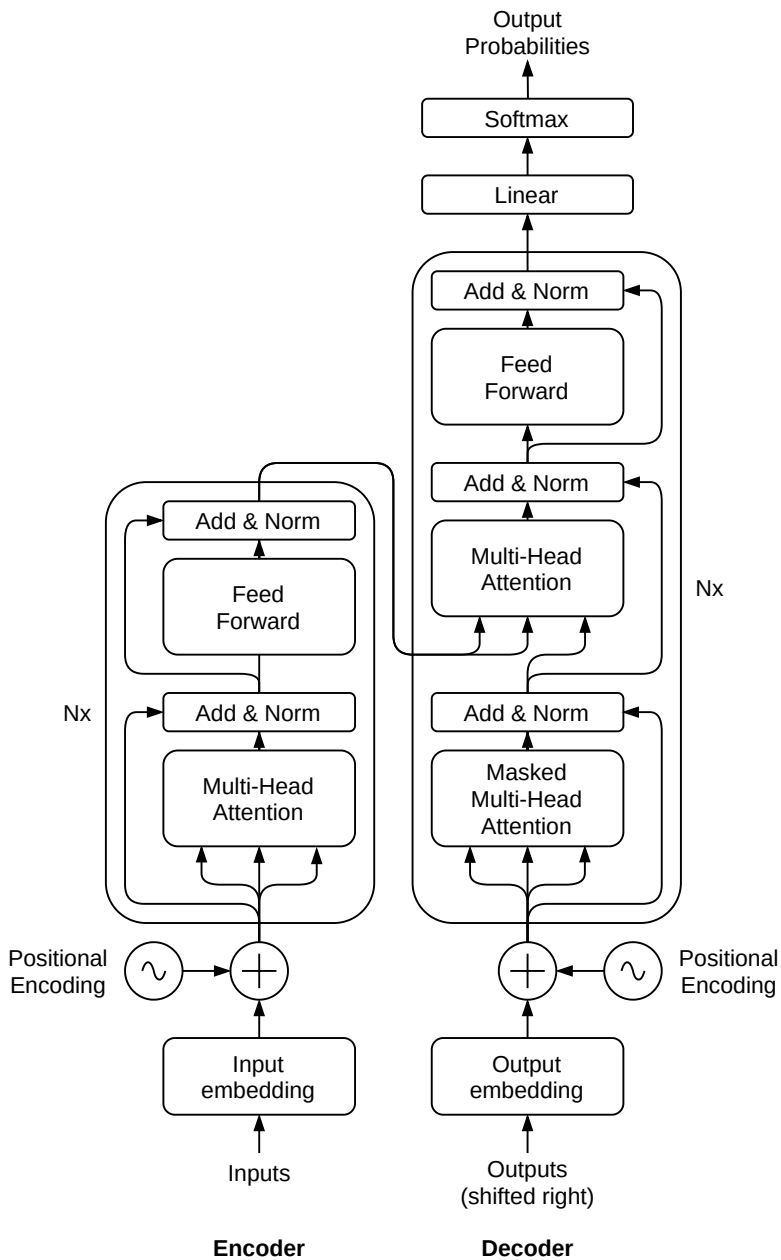 Output
Probabilities
Softmax
Linear
Add & Norm
Feed
Forward
Add & Norm
Multi-Head
Attention
Nx
Add & Norm
Masked
Multi-Head
Attention
Add & Norm
Feed
Forward
Nx
Add & Norm
Multi-Head
Attention
Positional
Encoding
Positional
Encoding
Input
embedding
Output
embedding
Inputs
Outputs
(shifted right)
Encoder
Decoder